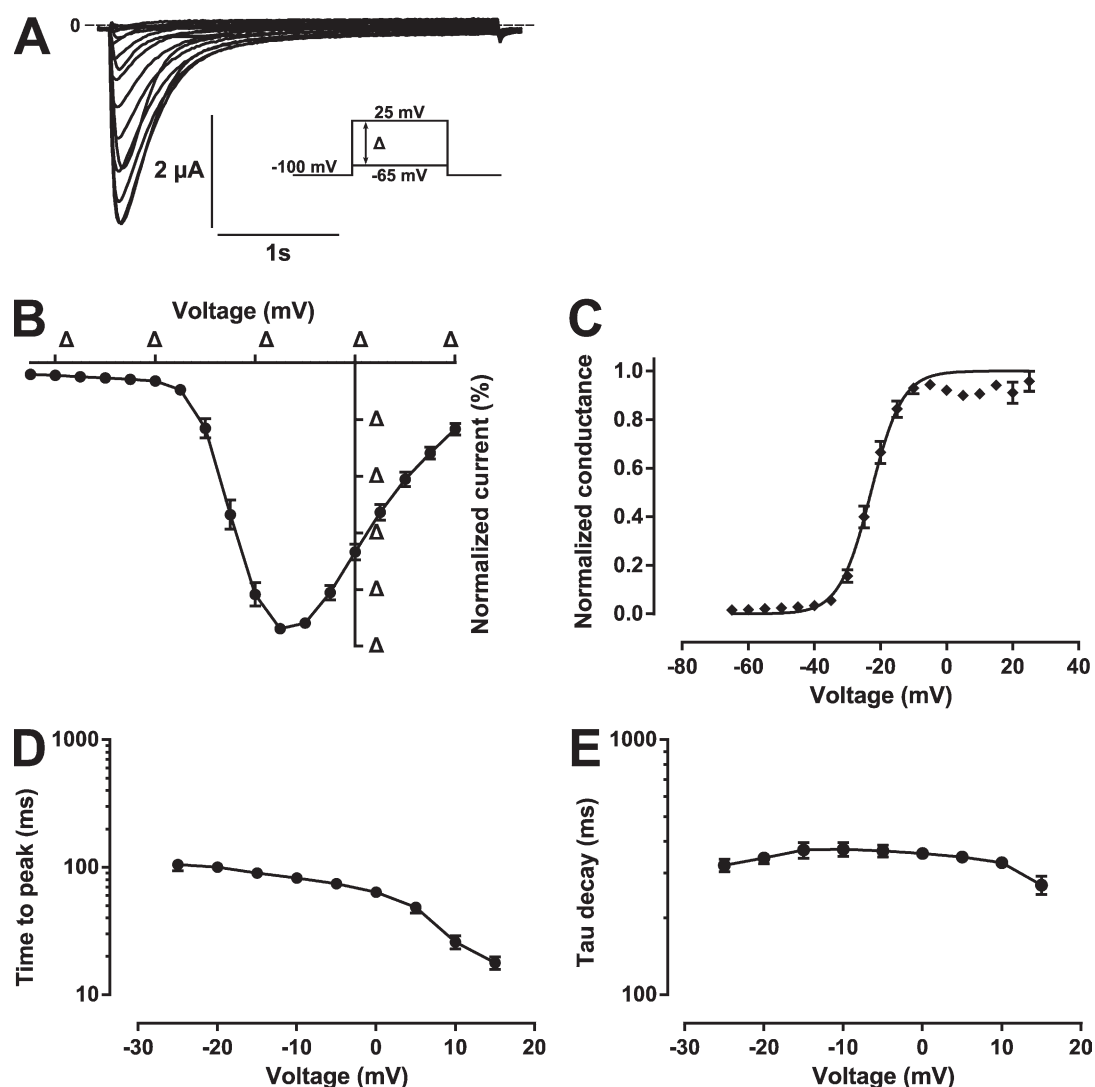 A
0
25 mV
Δ
-100 mV
-65 mV
2 µA
1s
B
Voltage (mV)
Δ Δ Δ Δ Δ
Δ
Δ
Δ
Δ
Δ
Normalized current (%)
C
Normalized conductance
1.0
0.8
0.6
0.4
0.2
0.0
-80 -60 -40 -20 0 20 40
Voltage (mV)
D
Time to peak (ms)
1000
100
10
-30 -20 -10 0 10 20
Voltage (mV)
E
Tau decay (ms)
1000
100
-30 -20 -10 0 10 20
Voltage (mV)